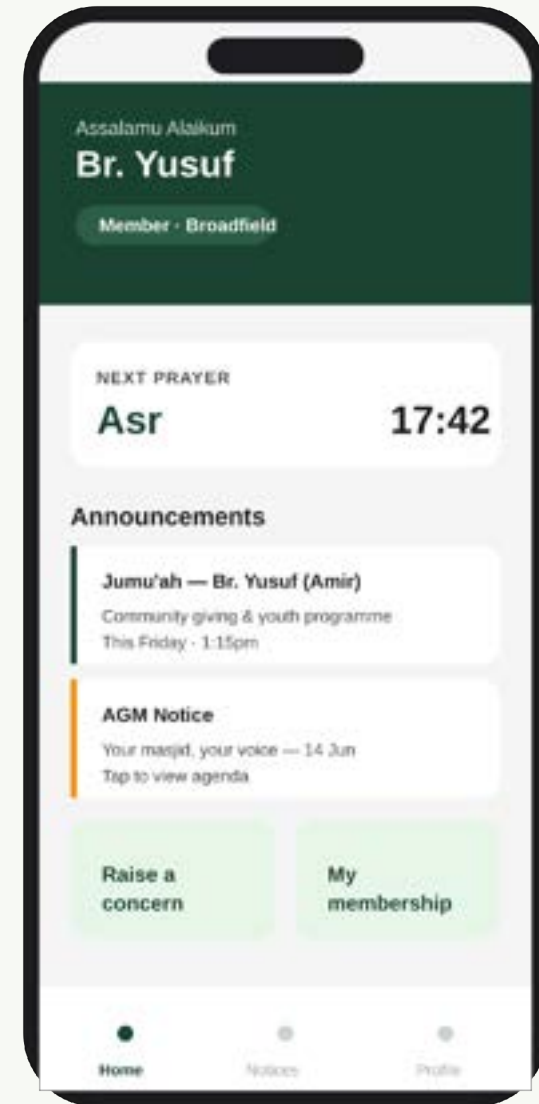 Assalamu Alaikum
Br. Yusuf
Member · Broadfield
NEXT PRAYER
Asr 17:42
Announcements
Jumu'ah — Br. Yusuf (Amir)
Community giving & youth programme
This Friday · 1:15pm
AGM Notice
Your masjid, your voice — 14 Jun
Tap to view agenda
Raise a
concern
My
membership
Home Notices Profile